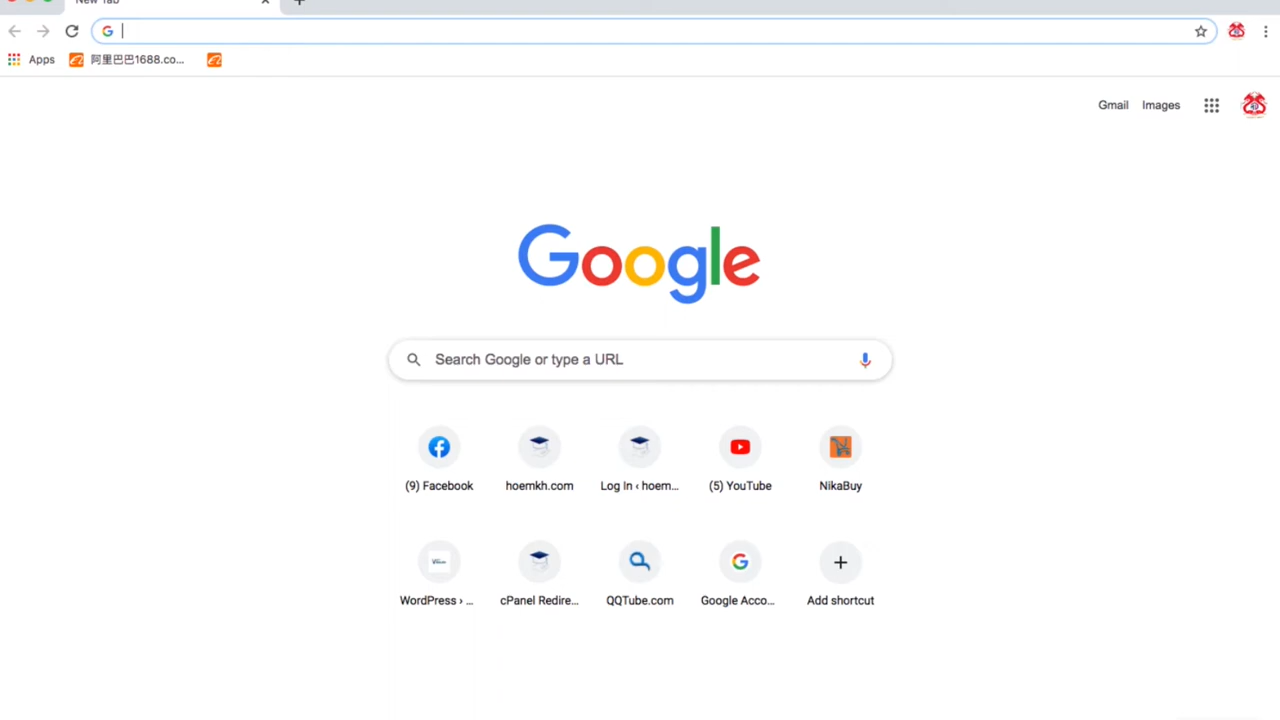 New Tab
Apps
阿里巴巴1688.co...
Gmail
Images
Google
Search Google or type a URL
(9) Facebook
hoemkh.com
Log In ‹ hoem...
(5) YouTube
NikaBuy
WordPress › ...
cPanel Redire...
QQTube.com
Google Acco...
Add shortcut